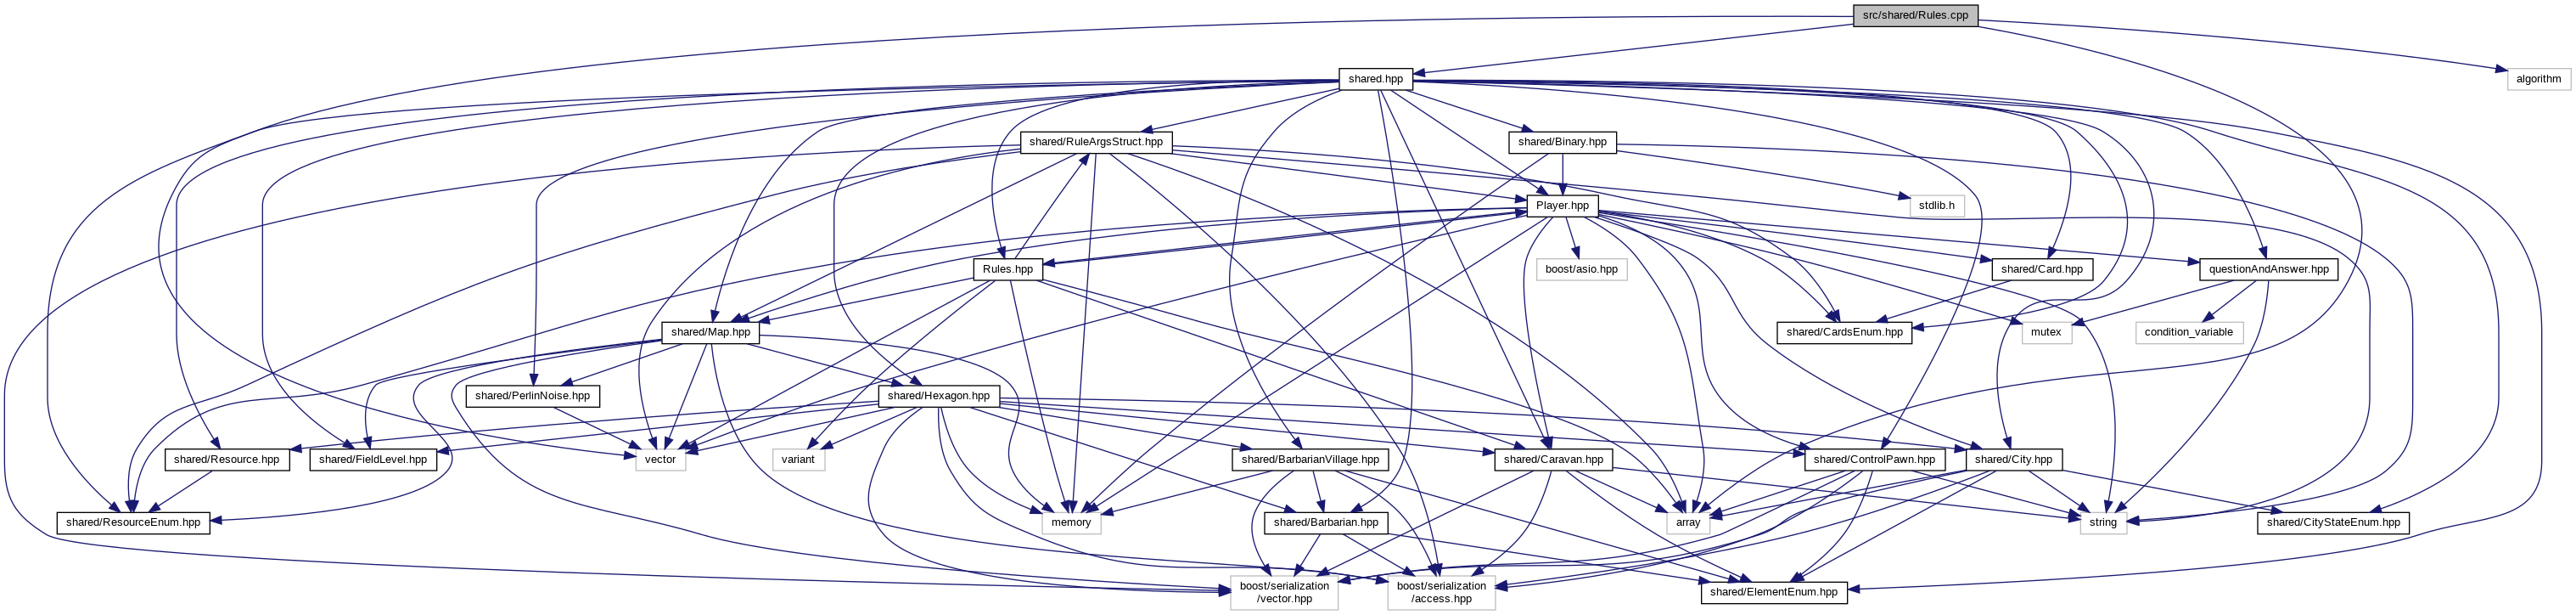 src/shared/Rules.cpp
shared.hpp
algorithm
shared/RuleArgsStruct.hpp
shared/Binary.hpp
Player.hpp
stdlib.h
Rules.hpp
boost/asio.hpp
shared/Card.hpp
questionAndAnswer.hpp
shared/Map.hpp
shared/CardsEnum.hpp
mutex
condition_variable
shared/PerlinNoise.hpp
shared/Hexagon.hpp
shared/Resource.hpp
shared/FieldLevel.hpp
vector
variant
shared/BarbarianVillage.hpp
shared/Caravan.hpp
shared/ControlPawn.hpp
shared/City.hpp
shared/ResourceEnum.hpp
memory
shared/Barbarian.hpp
array
string
shared/CityStateEnum.hpp
boost/serialization
/vector.hpp
boost/serialization
/access.hpp
shared/ElementEnum.hpp